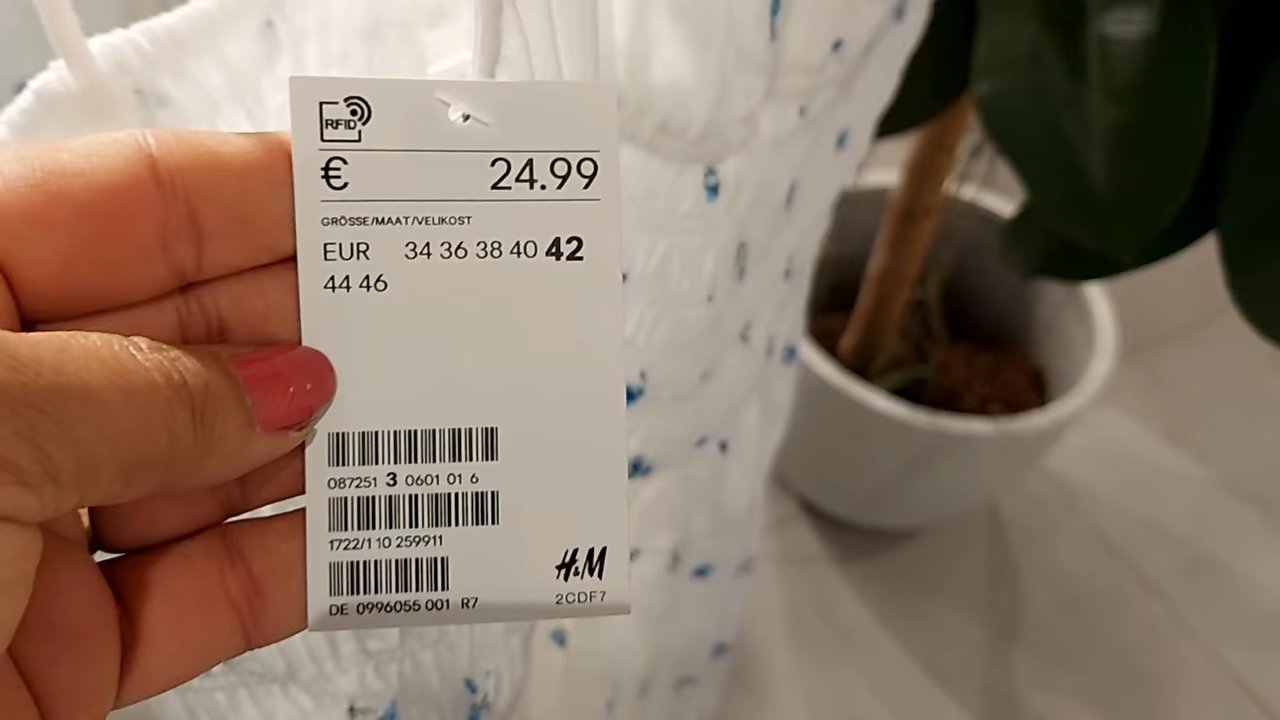 RFID
€ 24.99
GRÖSSE/MAAT/VELIKOST
EUR 34 36 38 40 42
44 46
087251 3 0601 01 6
1722/1 10 259911
H&M
DE 0996055 001 R7
2CDF7